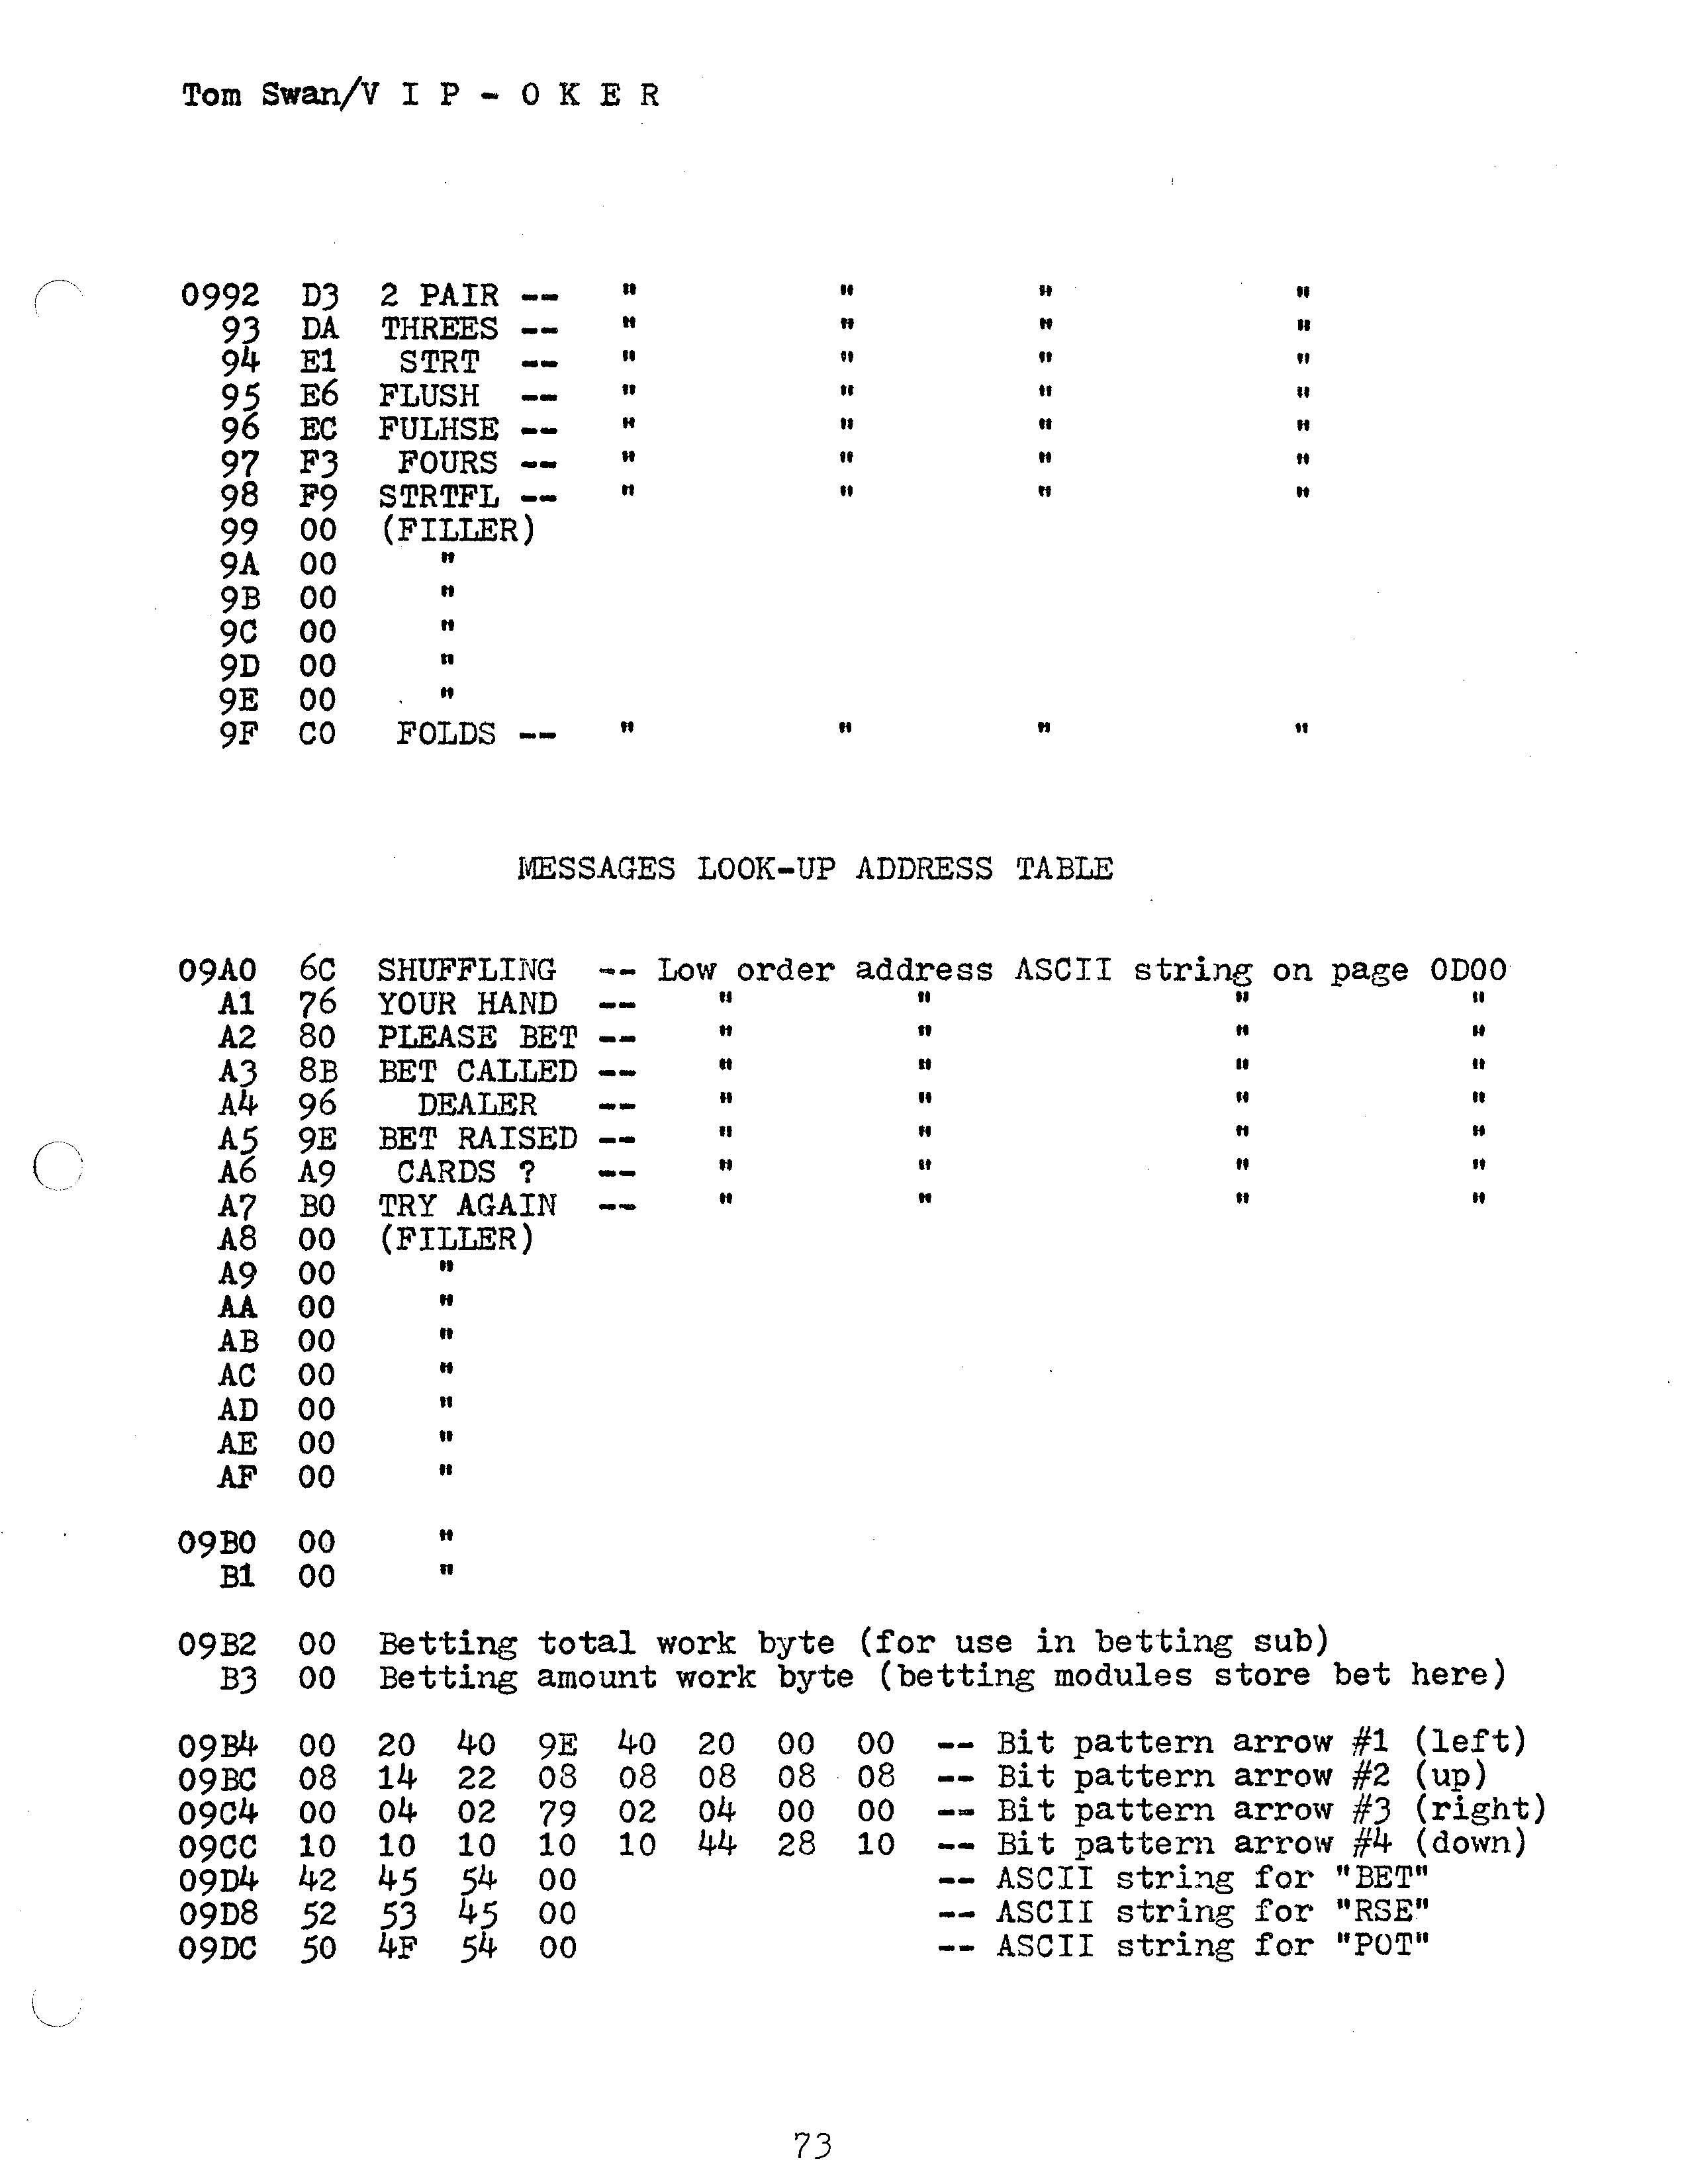 Tom Swan/V I P - O K E R
0992 D3 2 PAIR -- " " " "
93 DA THREES -- " " " "
94 E1 STRT -- " " " "
95 E6 FLUSH -- " " " "
96 EC FULHSE -- " " " "
97 F3 FOURS -- " " " "
98 F9 STRTFL -- " " " "
99 00 (FILLER)
9A 00 "
9B 00 "
9C 00 "
9D 00 "
9E 00 "
9F C0 FOLDS -- " " " "
MESSAGES LOOK-UP ADDRESS TABLE
09A0 6C SHUFFLING -- Low order address ASCII string on page 0D00
A1 76 YOUR HAND -- " " " "
A2 80 PLEASE BET -- " " " "
A3 8B BET CALLED -- " " " "
A4 96 DEALER -- " " " "
A5 9E BET RAISED -- " " " "
A6 A9 CARDS ? -- " " " "
A7 B0 TRY AGAIN -- " " " "
A8 00 (FILLER)
A9 00 "
AA 00 "
AB 00 "
AC 00 "
AD 00 "
AE 00 "
AF 00 "
09B0 00 "
B1 00 "
09B2 00 Betting total work byte (for use in betting sub)
B3 00 Betting amount work byte (betting modules store bet here)
09B4 00 20 40 9E 40 20 00 00 -- Bit pattern arrow #1 (left)
09BC 08 14 22 08 08 08 08 08 -- Bit pattern arrow #2 (up)
09C4 00 04 02 79 02 04 00 00 -- Bit pattern arrow #3 (right)
09CC 10 10 10 10 10 44 28 10 -- Bit pattern arrow #4 (down)
09D4 42 45 54 00 -- ASCII string for "BET"
09D8 52 53 45 00 -- ASCII string for "RSE"
09DC 50 4F 54 00 -- ASCII string for "POT"
73